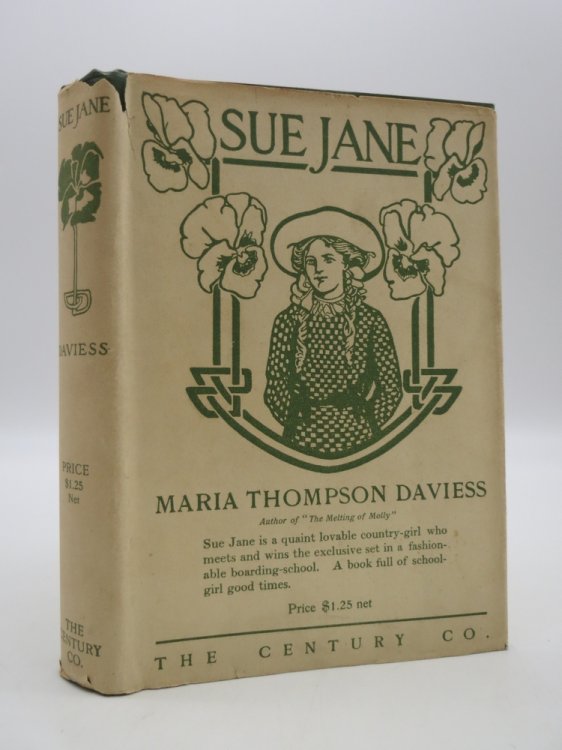 SUE JANE
DAVIESS
PRICE
$1.25
Net
THE
CENTURY
CO.
SUE JANE
MARIA THOMPSON DAVIESS
Author of "The Melting of Molly"
Sue Jane is a quaint lovable country-girl who
meets and wins the exclusive set in a fashion-
able boarding-school. A book full of school-
girl good times.
Price $1.25 net
THE CENTURY CO.